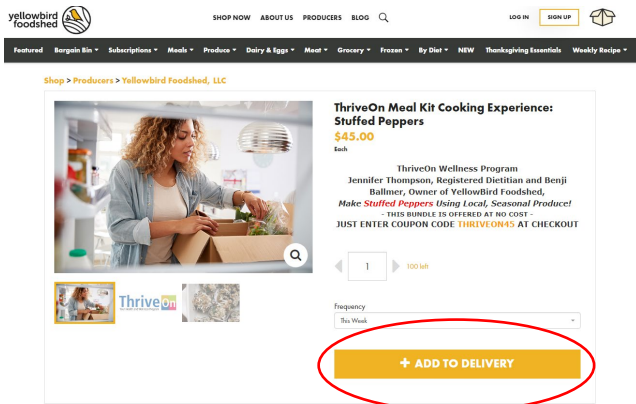 yellowbird
foodshed
SHOP NOW ABOUT US PRODUCERS BLOG
LOG IN SIGN UP
Featured Bargain Bin Subscriptions Meals Produce Dairy & Eggs Meat Grocery Frozen By Diet NEW Thanksgiving Essentials Weekly Recipe
Shop > Producers > Yellowbird Foodshed, LLC
ThriveOn Meal Kit Cooking Experience:
Stuffed Peppers
$45.00
Each
ThriveOn Wellness Program
Jennifer Thompson, Registered Dietitian and Benji
Ballmer, Owner of YellowBird Foodshed,
Make Stuffed Peppers Using Local, Seasonal Produce!
- THIS BUNDLE IS OFFERED AT NO COST -
JUST ENTER COUPON CODE THRIVEON45 AT CHECKOUT
1 100 left
Thrive On
Frequency
This Week
+ ADD TO DELIVERY